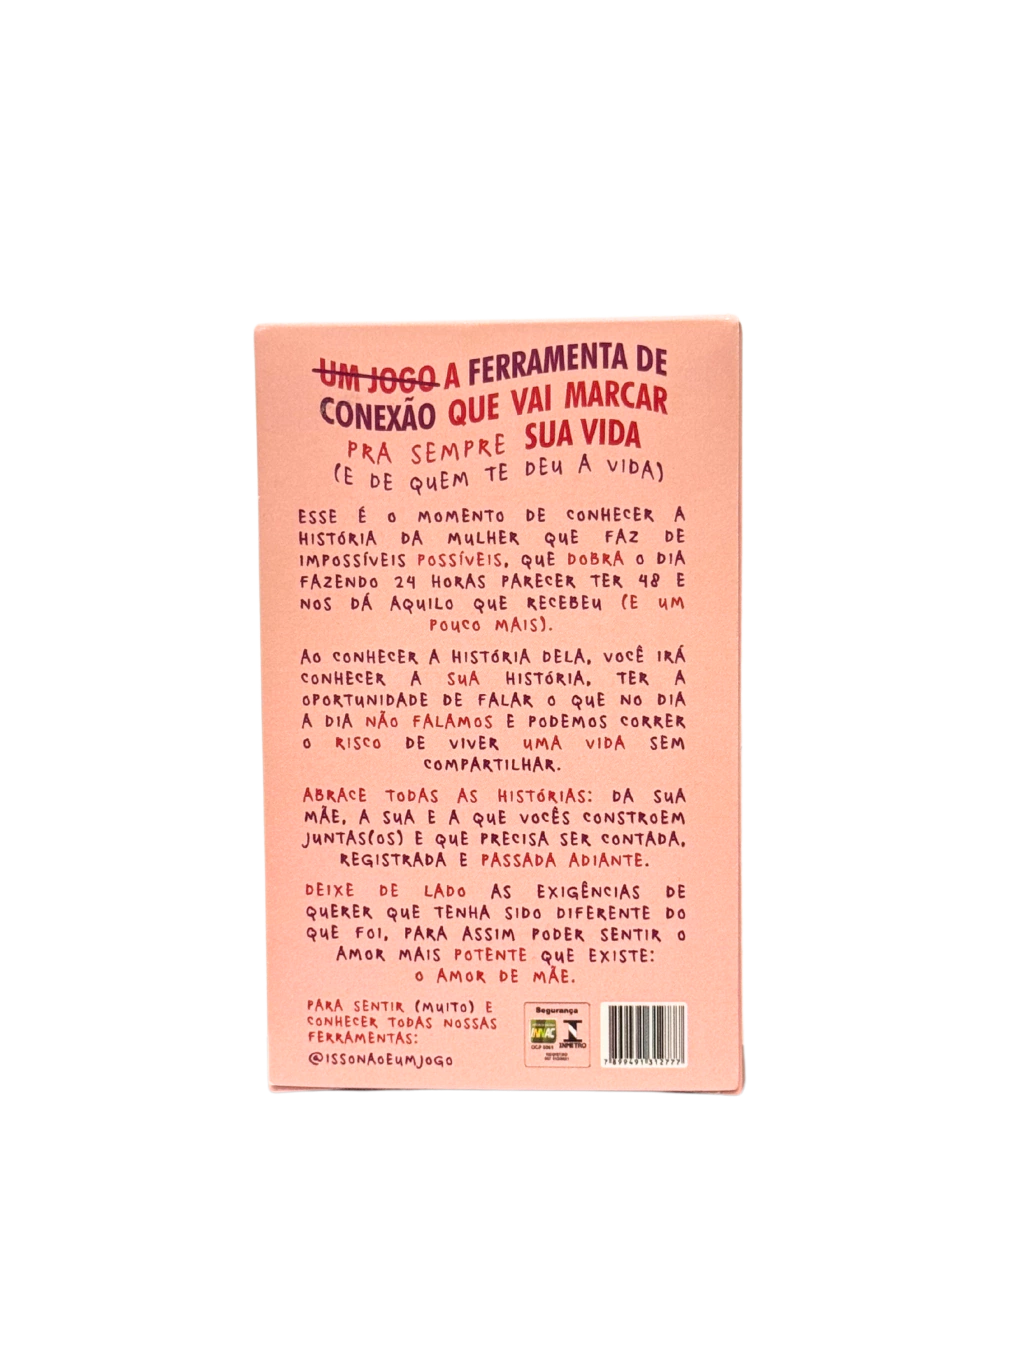 UM JOGO A FERRAMENTA DE
CONEXÃO QUE VAI MARCAR
PRA SEMPRE SUA VIDA
(E DE QUEM TE DEU A VIDA)
ESSE É O MOMENTO DE CONHECER A
HISTÓRIA DA MULHER QUE FAZ DE
IMPOSSÍVEIS POSSÍVEIS, QUE DOBRA O DIA
FAZENDO 24 HORAS PARECER TER 48 E
NOS DÁ AQUILO QUE RECEBEU (E UM
POUCO MAIS).
AO CONHECER A HISTÓRIA DELA, VOCÊ IRÁ
CONHECER A SUA HISTÓRIA, TER A
OPORTUNIDADE DE FALAR O QUE NO DIA
A DIA NÃO FALAMOS E PODEMOS CORRER
O RISCO DE VIVER UMA VIDA SEM
COMPARTILHAR.
ABRACE TODAS AS HISTÓRIAS: DA SUA
MÃE, A SUA E A QUE VOCÊS CONSTROEM
JUNTAS(OS) E QUE PRECISA SER CONTADA,
REGISTRADA E PASSADA ADIANTE.
DEIXE DE LADO AS EXIGÊNCIAS DE
QUERER QUE TENHA SIDO DIFERENTE DO
QUE FOI, PARA ASSIM PODER SENTIR O
AMOR MAIS POTENTE QUE EXISTE:
O AMOR DE MÃE.
PARA SENTIR (MUITO) E
CONHECER TODAS NOSSAS
FERRAMENTAS:
@ISSONAOEUMJOGO
Segurança
INMETRO
7 899491 312777